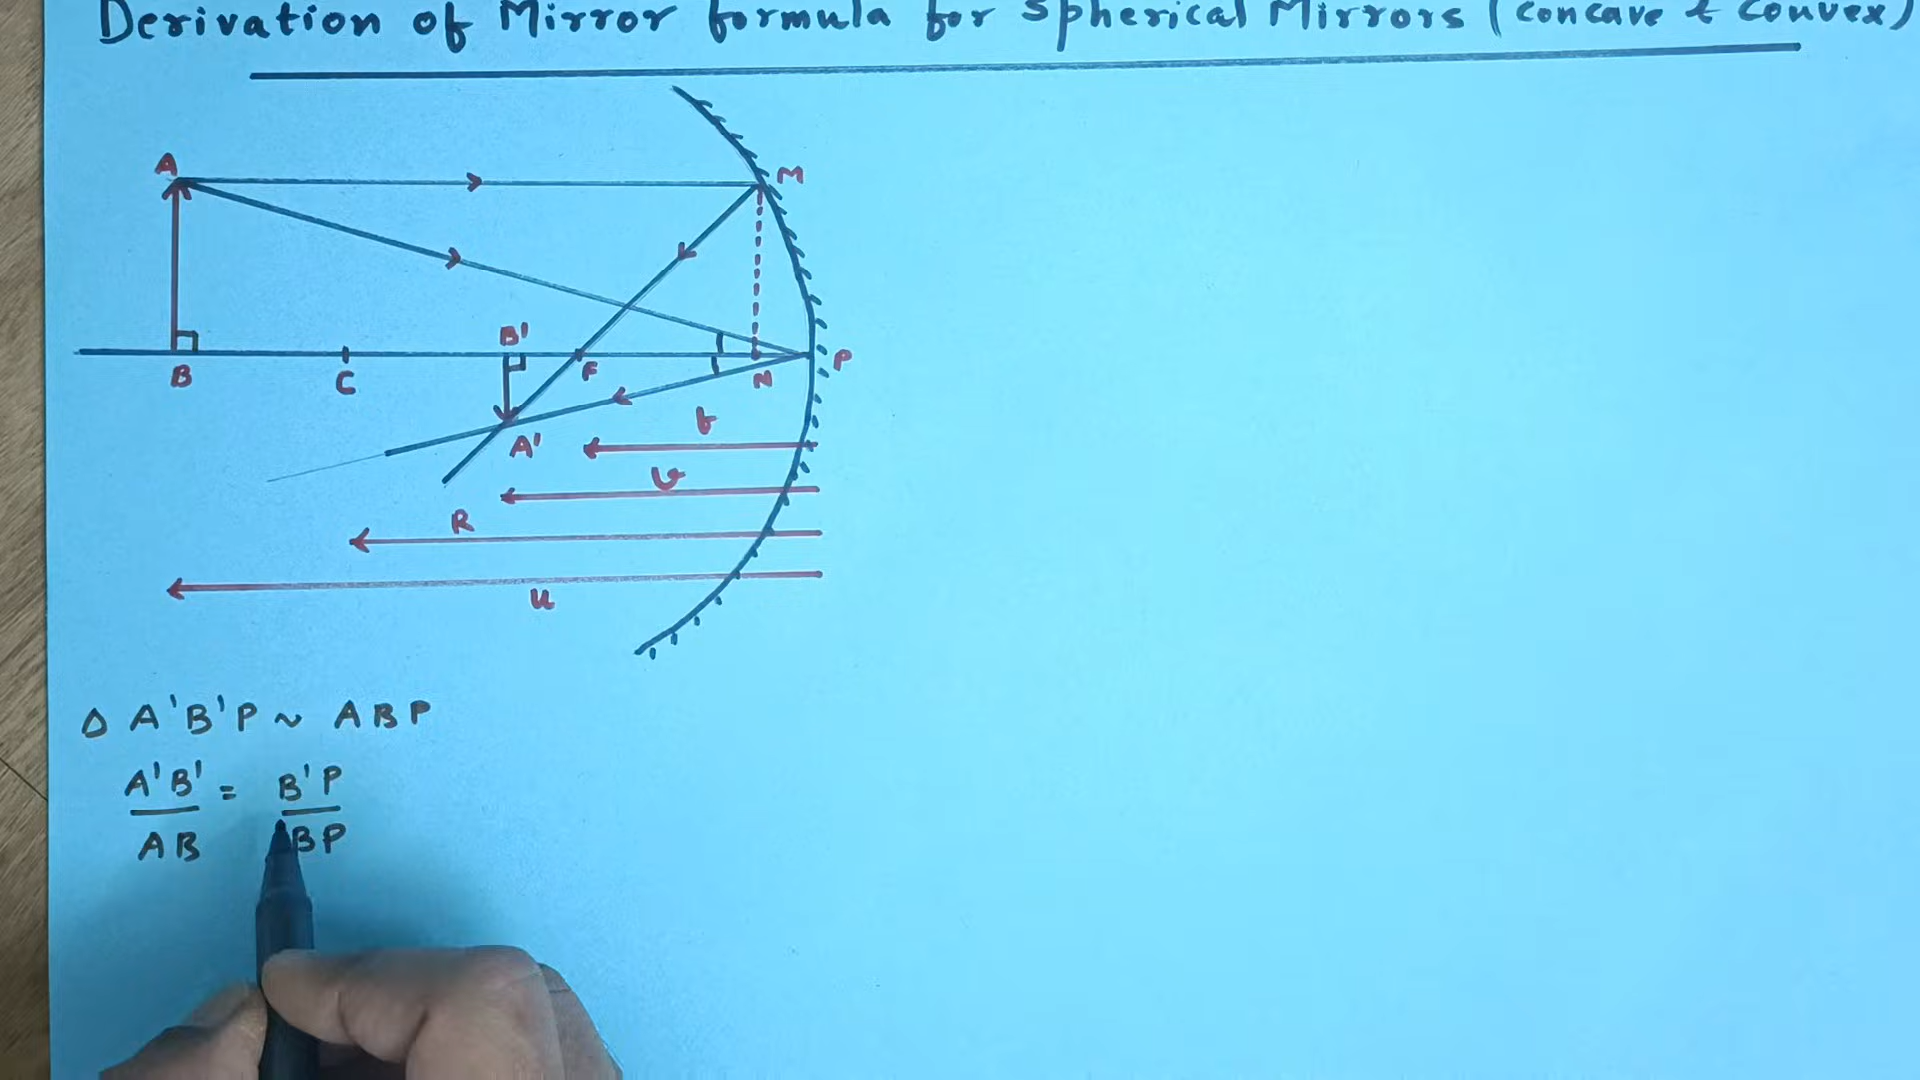 Derivation of Mirror formula for Spherical Mirrors (Concave & Convex)
A
M
B'
B
C
F
N
P
A'
f
v
R
u
Δ A'B'P ~ ABP
A'B' = B'P
AB BP